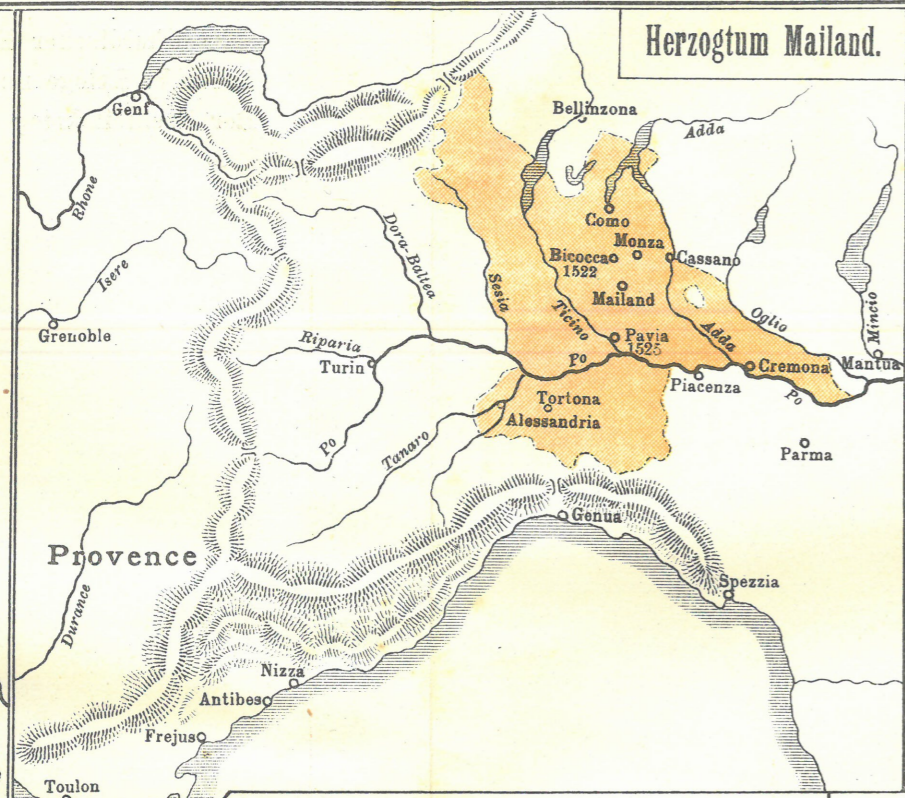 Herzogtum Mailand.
Genf
Bellinzona
Adda
Rhone
Como
Dora-Baltea
Monza
Bicocca
1522
Cassano
Isere
Sesia
Mailand
Ticino
Oglio
Mincio
Grenoble
Riparia
Turin
Pavia
1525
Adda
Po
Cremona
Mantua
Piacenza
Po
Tortona
Alessandria
Po
Tanaro
Parma
Genua
Provence
Durance
Spezzia
Nizza
Antibes
Frejus
Toulon